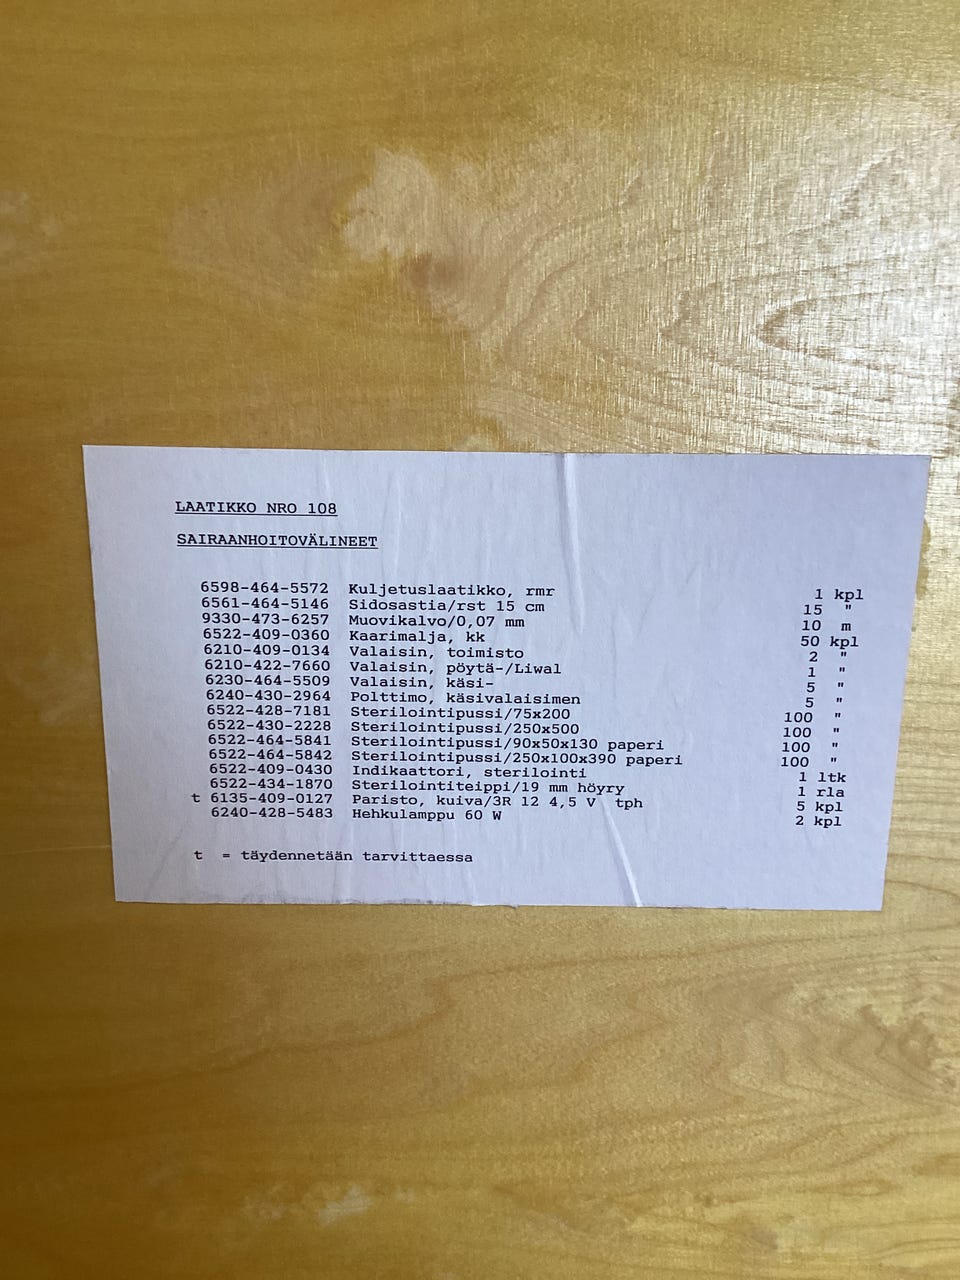 LAATIKKO NRO 108
SAIRAANHOITOVÄLINEET
6598-464-5572 Kuljetuslaatikko, rmr 1 kpl
6561-464-5146 Sidosastia/rst 15 cm 15 "
9330-473-6257 Muovikalvo/0,07 mm 10 m
6522-409-0360 Kaarimalja, kk 50 kpl
6210-409-0134 Valaisin, toimisto 2 "
6210-422-7660 Valaisin, pöytä-/Liwal 1 "
6230-464-5509 Valaisin, käsi- 5 "
6240-430-2964 Polttimo, käsivalaisimen 5 "
6522-428-7181 Sterilointipussi/75x200 100 "
6522-430-2228 Sterilointipussi/250x500 100 "
6522-464-5841 Sterilointipussi/90x50x130 paperi 100 "
6522-464-5842 Sterilointipussi/250x100x390 paperi 100 "
6522-409-0430 Indikaattori, sterilointi 1 ltk
6522-434-1870 Sterilointiteippi/19 mm höyry 1 rla
t 6135-409-0127 Paristo, kuiva/3R 12 4,5 V tph 5 kpl
6240-428-5483 Hehkulamppu 60 W 2 kpl
t = täydennetään tarvittaessa